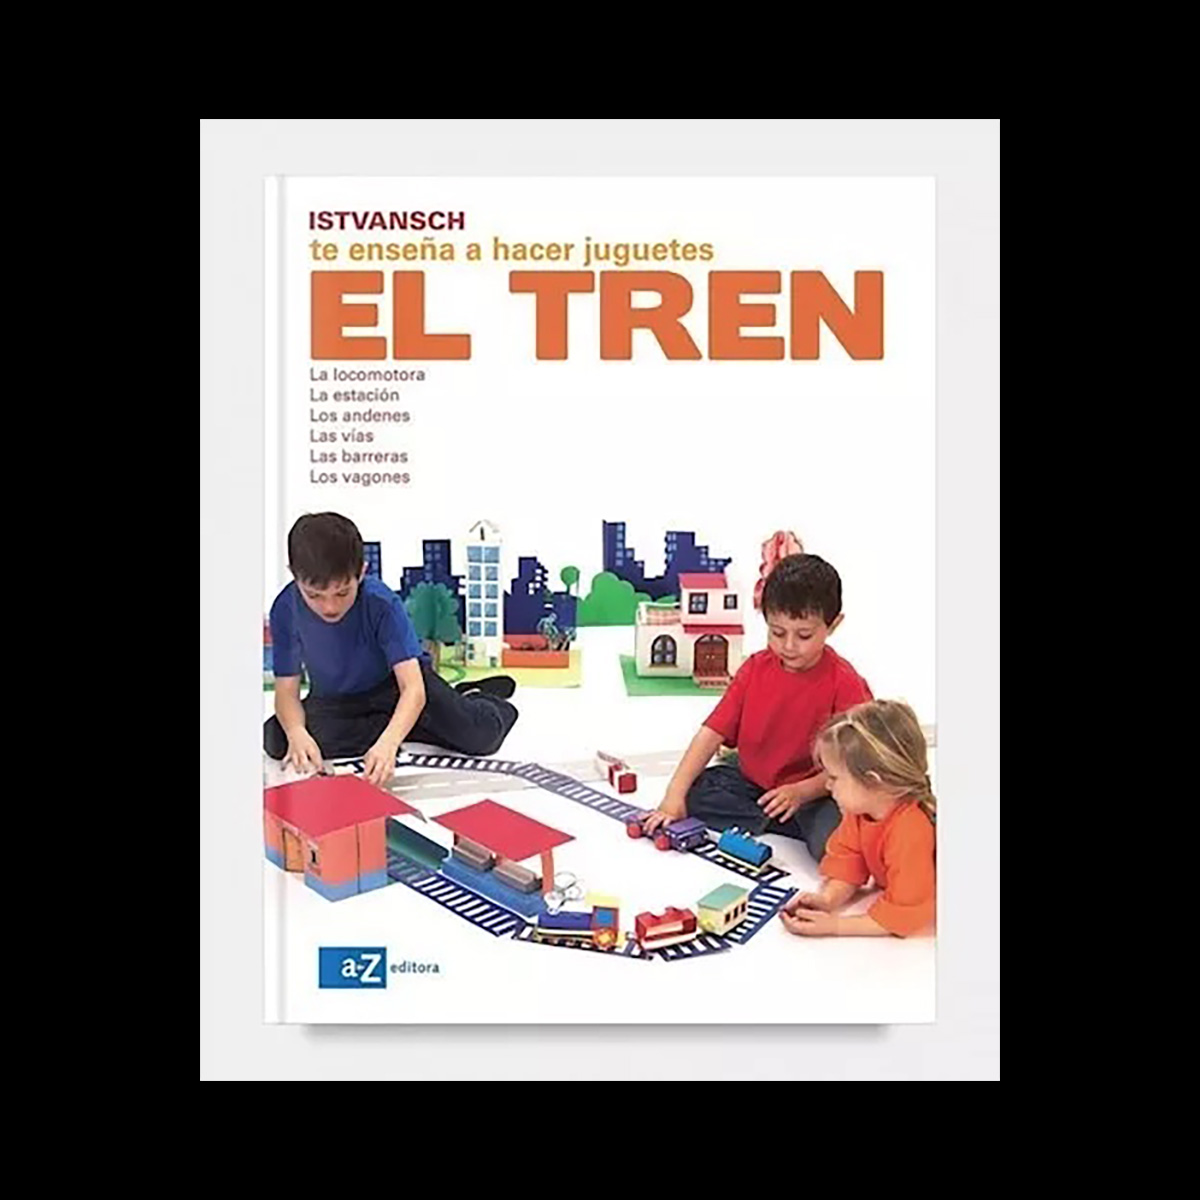 ISTVANSCH
te enseña a hacer juguetes
EL TREN
La locomotora
La estación
Los andenes
Las vías
Las barreras
Los vagones
a-Z editora